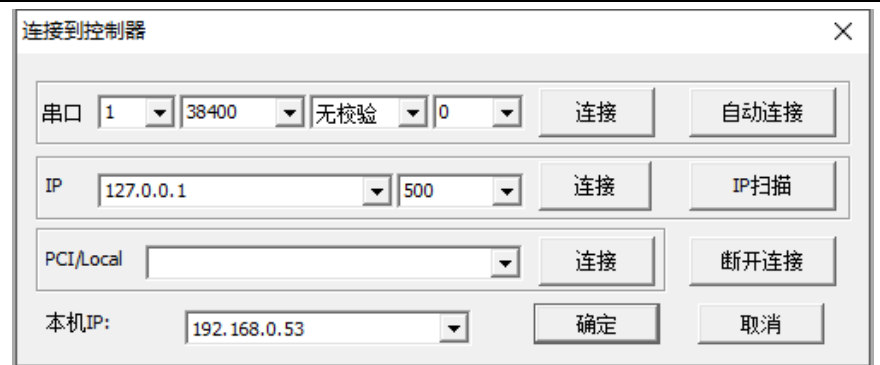 连接到控制器
串口 1 38400 无校验 0 连接 自动连接
IP 127.0.0.1 500 连接 IP扫描
PCI/Local 连接 断开连接
本机IP: 192.168.0.53 确定 取消